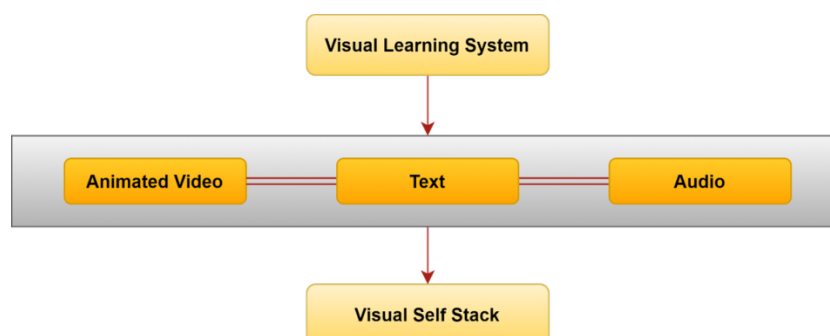 Visual Learning System
Animated Video
Text
Audio
Visual Self Stack